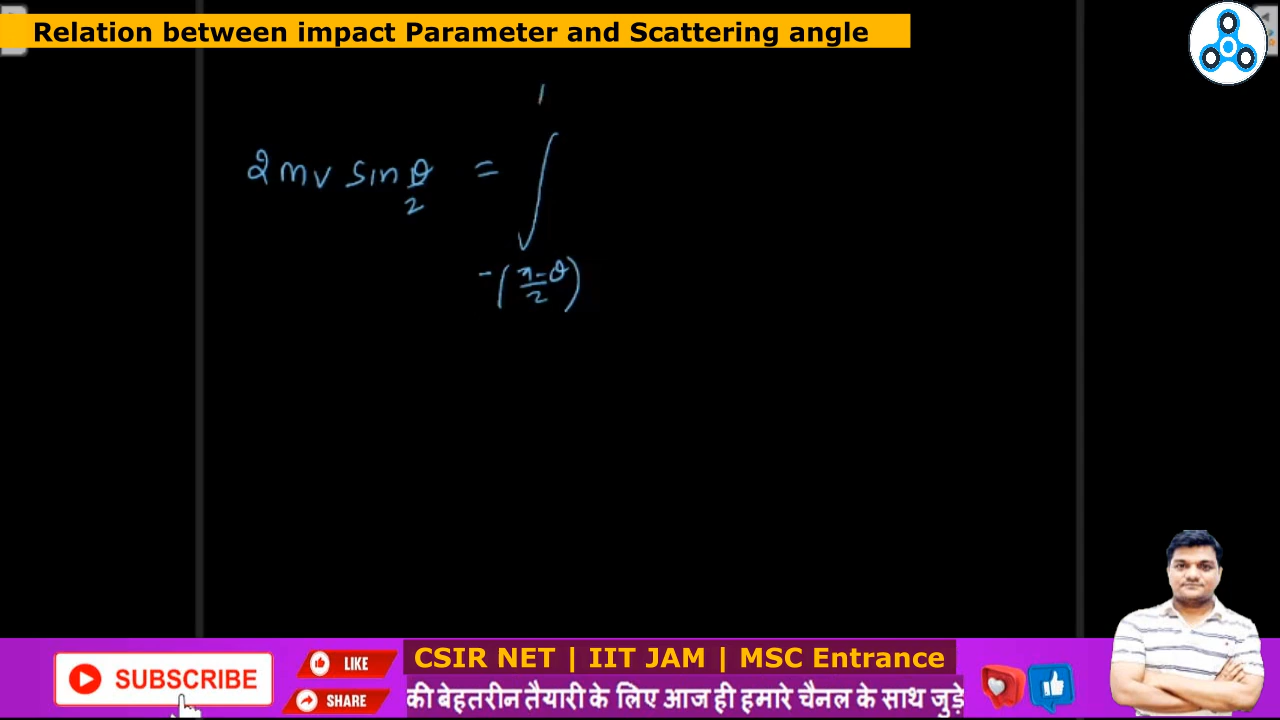 Relation between impact Parameter and Scattering angle
2mv sin θ/2 = ∫
-(π-θ/2)
SUBSCRIBE
LIKE
SHARE
CSIR NET | IIT JAM | MSC Entrance
की बेहतरीन तैयारी के लिए आज ही हमारे चैनल के साथ जुड़े